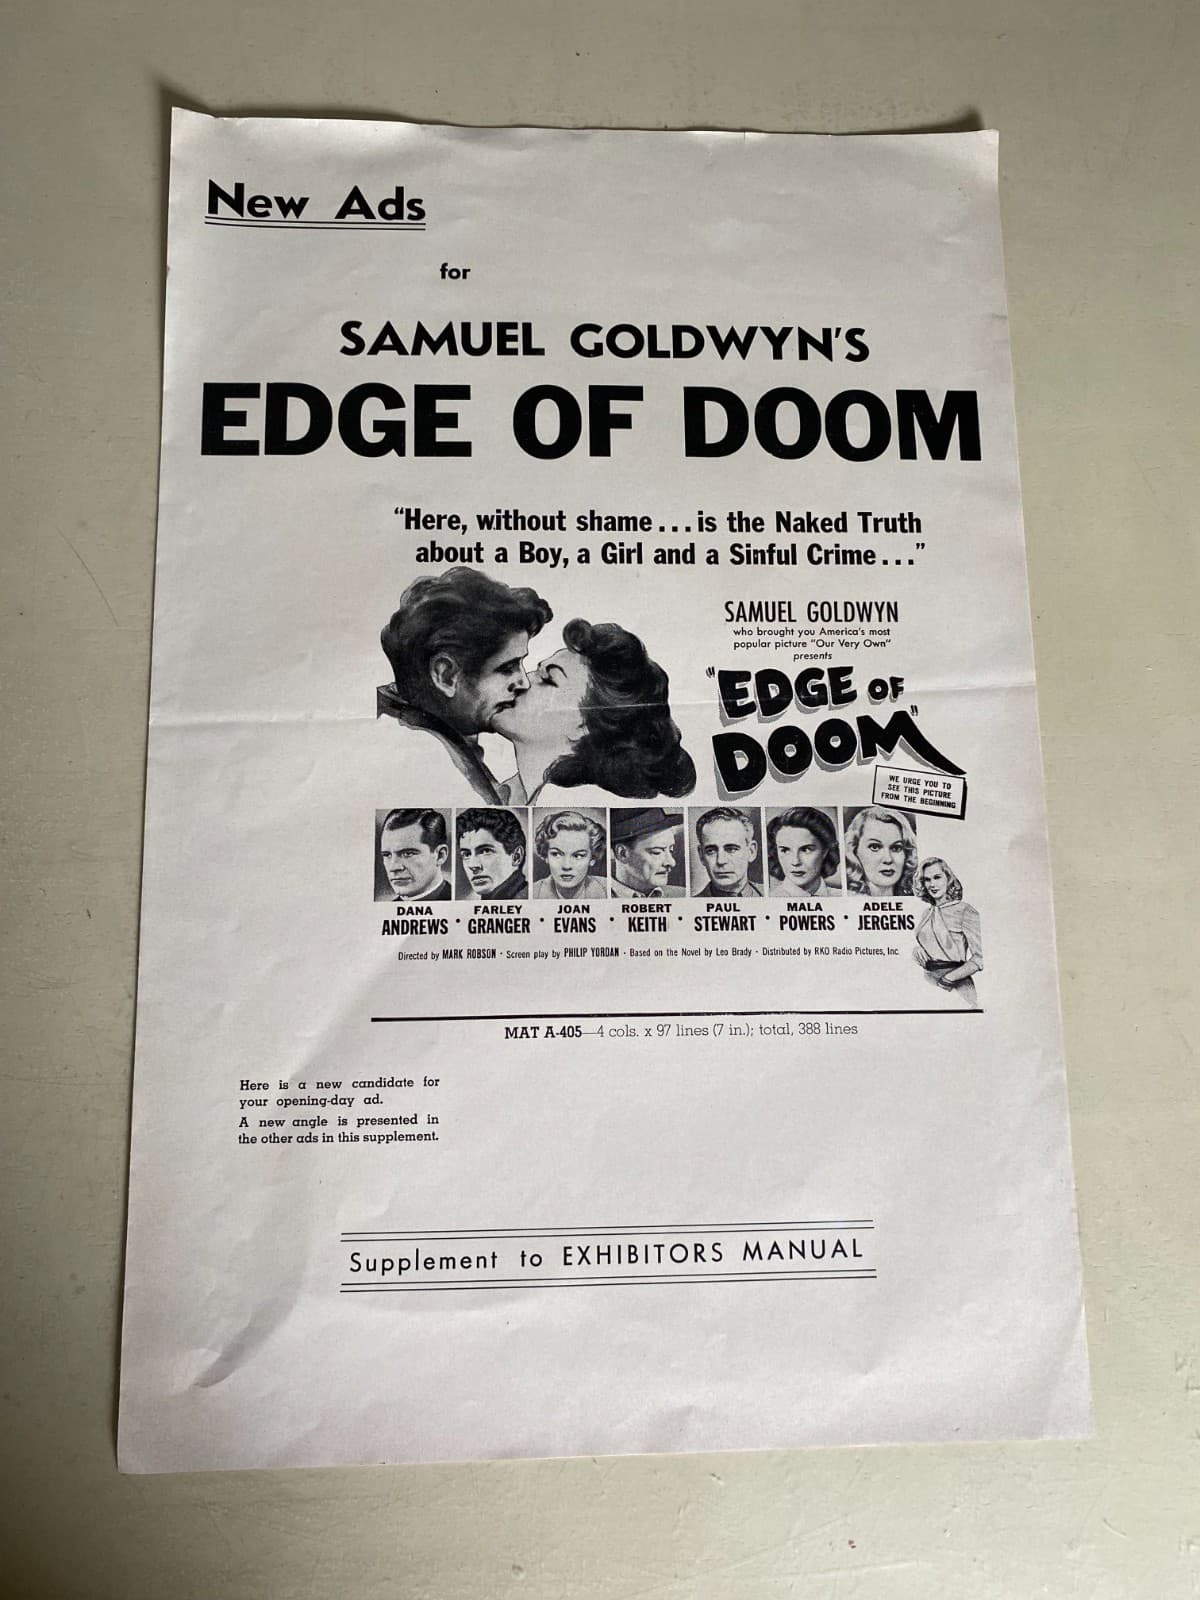 New Ads
for
SAMUEL GOLDWYN'S
EDGE OF DOOM
"Here, without shame...is the Naked Truth
about a Boy, a Girl and a Sinful Crime..."
SAMUEL GOLDWYN
who brought you America's most
popular picture "Our Very Own"
presents
"EDGE OF
DOOM"
WE URGE YOU TO
SEE THIS PICTURE
FROM THE BEGINNING
DANA ANDREWS · FARLEY GRANGER · JOAN EVANS · ROBERT KEITH · PAUL STEWART · MALA POWERS · ADELE JERGENS
Directed by MARK ROBSON · Screen play by PHILIP YORDAN · Based on the Novel by Leo Brady · Distributed by RKO Radio Pictures, Inc.
MAT A-405—4 cols. x 97 lines (7 in.); total, 388 lines
Here is a new candidate for
your opening-day ad.
A new angle is presented in
the other ads in this supplement.
Supplement to EXHIBITORS MANUAL